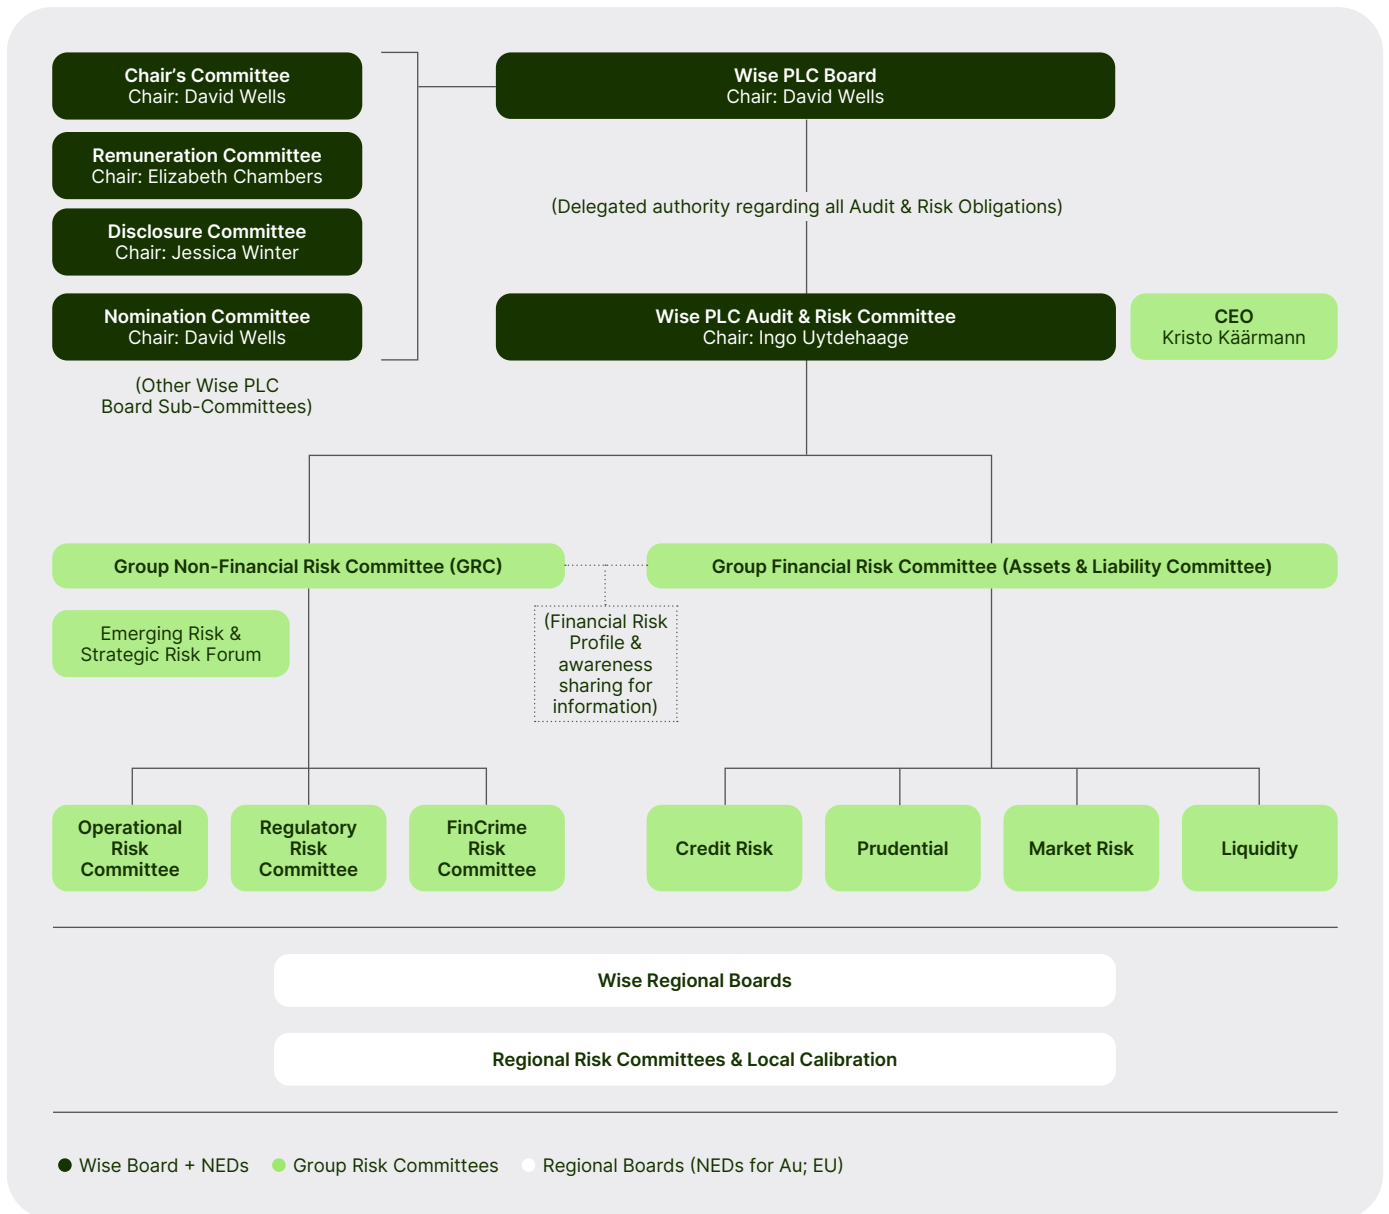 Chair’s Committee
Chair: David Wells
Remuneration Committee
Chair: Elizabeth Chambers
Disclosure Committee
Chair: Jessica Winter
Nomination Committee
Chair: David Wells
(Other Wise PLC
Board Sub-Committees)
Wise PLC Board
Chair: David Wells
(Delegated authority regarding all Audit & Risk Obligations)
Wise PLC Audit & Risk Committee
Chair: Ingo Uytdehaage
CEO
Kristo Käärmann
Group Non-Financial Risk Committee (GRC)
Group Financial Risk Committee (Assets & Liability Committee)
Emerging Risk &
Strategic Risk Forum
(Financial Risk
Profile &
awareness
sharing for
information)
Operational
Risk
Committee
Regulatory
Risk
Committee
FinCrime
Risk
Committee
Credit Risk
Prudential
Market Risk
Liquidity
Wise Regional Boards
Regional Risk Committees & Local Calibration
Wise Board + NEDs
Group Risk Committees
Regional Boards (NEDs for Au; EU)